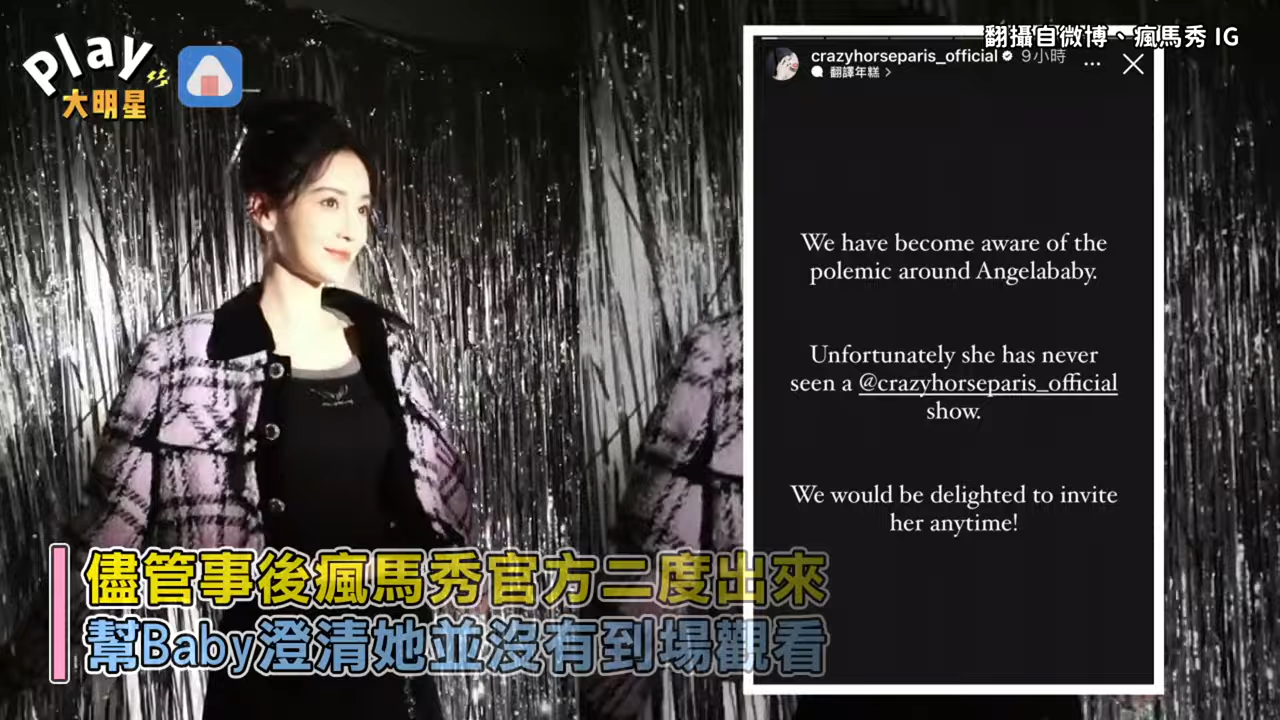 Play
大明星
翻攝自微博、瘋馬秀 IG
crazyhorseparis_official 9小時
翻譯年糕
We have become aware of the
polemic around Angelababy.
Unfortunately she has never
seen a @crazyhorseparis_official
show.
We would be delighted to invite
her anytime!
儘管事後瘋馬秀官方二度出來
幫Baby澄清她並沒有到場觀看